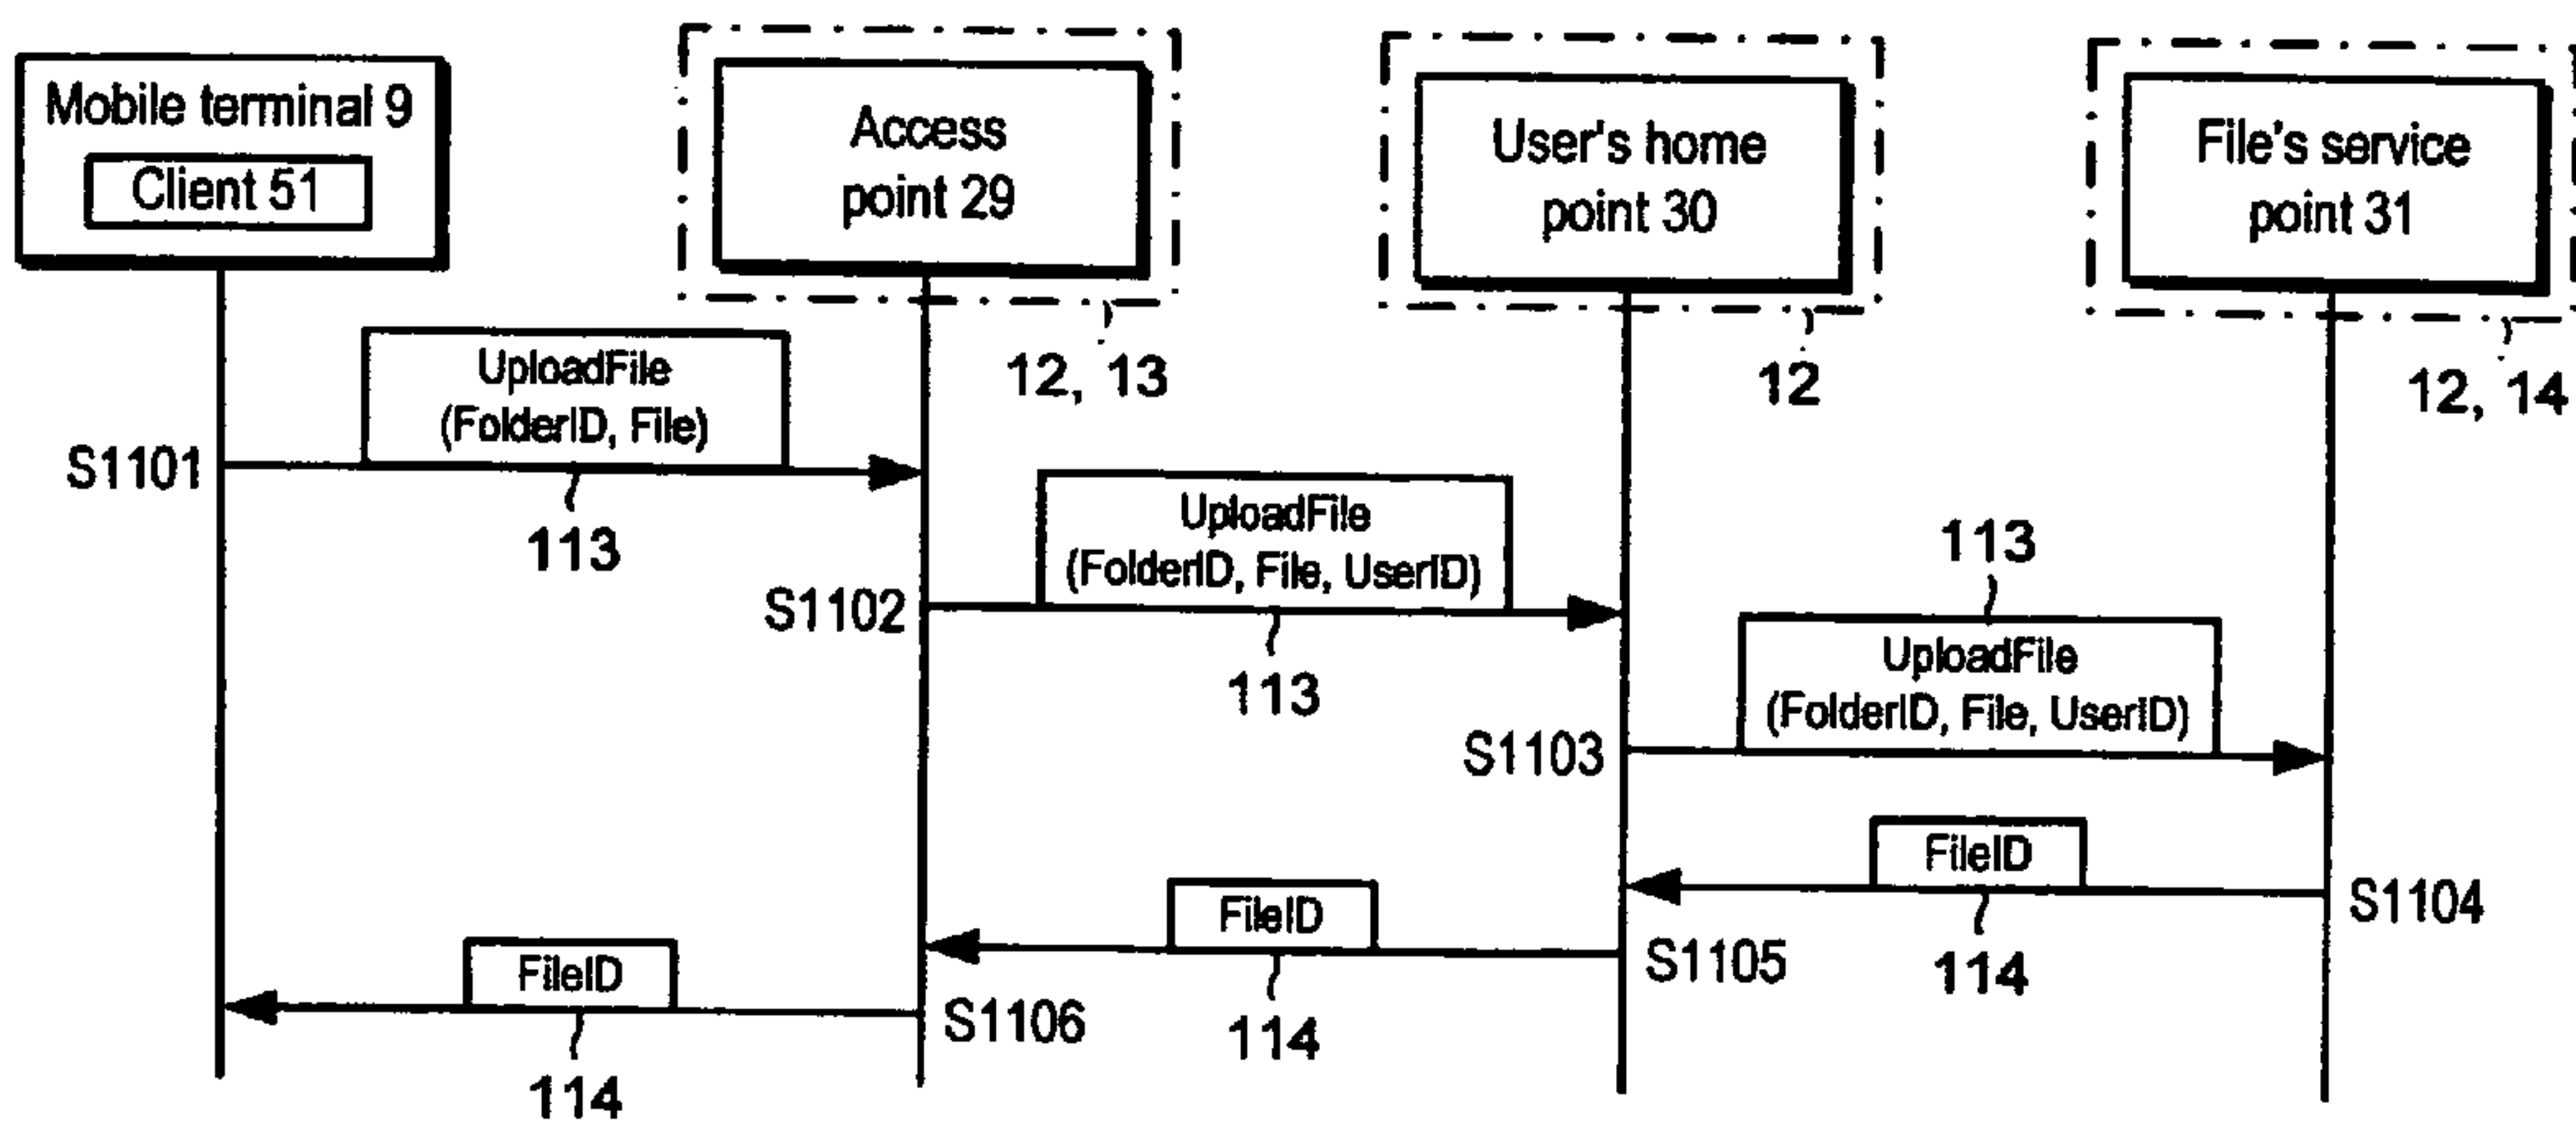 Mobile terminal 9
Client 51
Access
point 29
User's home
point 30
File's service
point 31
12, 13
12
12, 14
UploadFile
(FolderID, File)
S1101
113
UploadFile
(FolderID, File, UserID)
S1102
113
113
UploadFile
(FolderID, File, UserID)
S1103
FileID
S1104
114
FileID
S1105
114
FileID
S1106
114